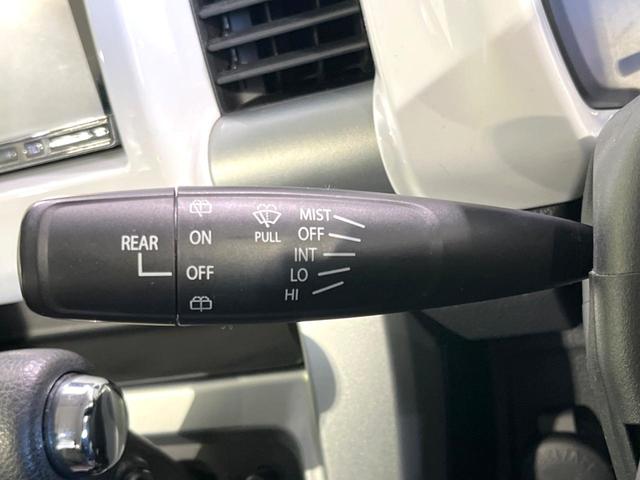 REAR
ON
OFF
PULL
MIST
OFF
INT
LO
HI